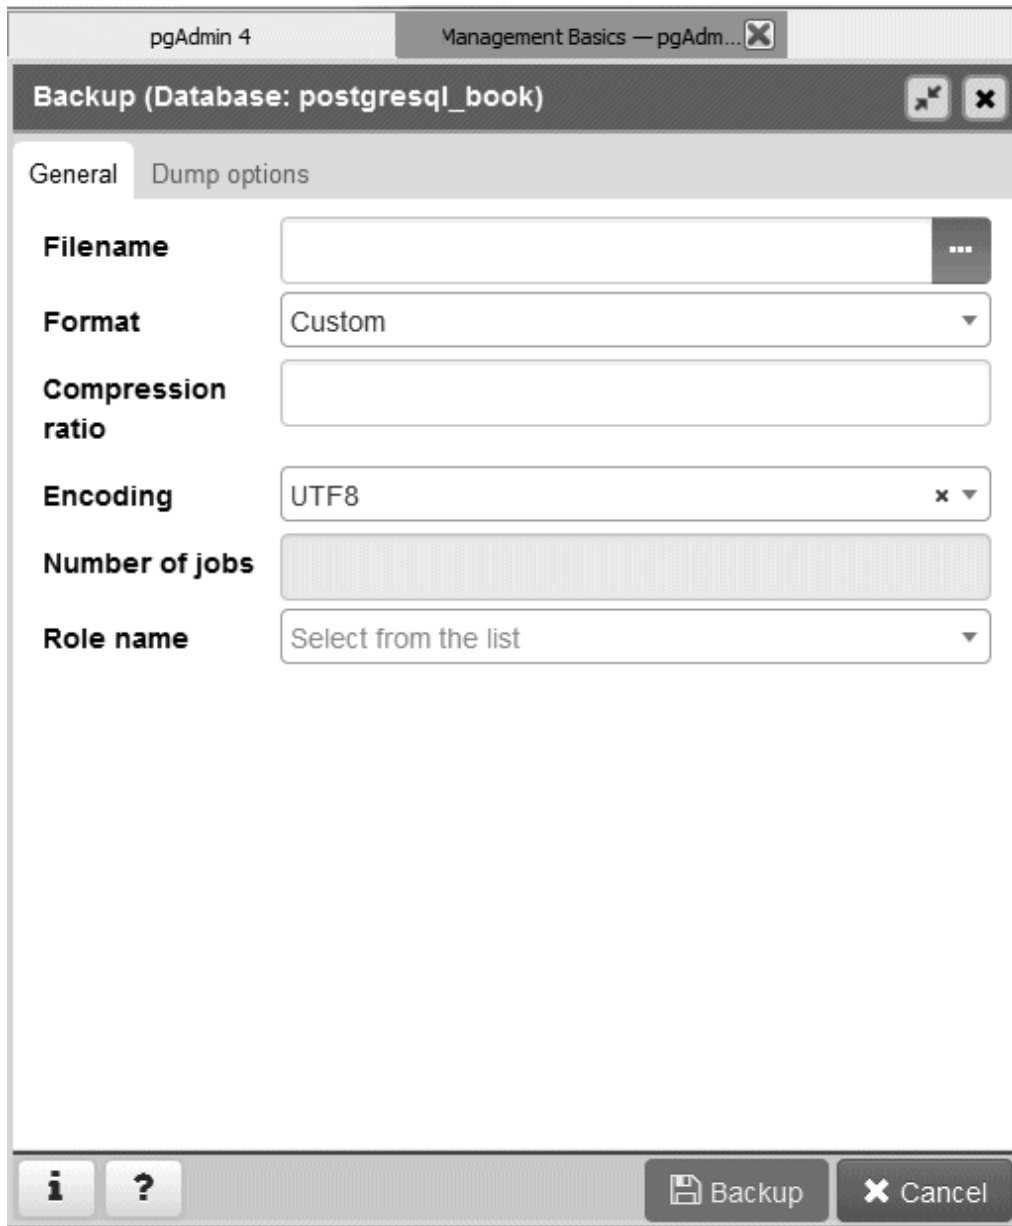 pgAdmin 4
Management Basics — pgAdm...
Backup (Database: postgresql_book)
General
Dump options
Filename
...
Format
Custom
Compression
ratio
Encoding
UTF8
Number of jobs
Role name
Select from the list
i
?
Backup
Cancel